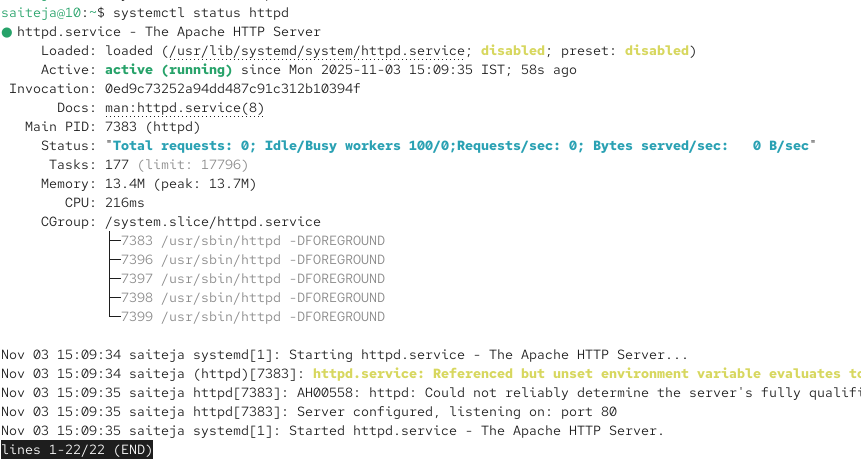 saiteja@10:~$ systemctl status httpd
● httpd.service - The Apache HTTP Server
     Loaded: loaded (/usr/lib/systemd/system/httpd.service; disabled; preset: disabled)
     Active: active (running) since Mon 2025-11-03 15:09:35 IST; 58s ago
 Invocation: 0ed9c73252a94dd487c91c312b10394f
       Docs: man:httpd.service(8)
   Main PID: 7383 (httpd)
     Status: "Total requests: 0; Idle/Busy workers 100/0;Requests/sec: 0; Bytes served/sec:   0 B/sec"
      Tasks: 177 (limit: 17796)
     Memory: 13.4M (peak: 13.7M)
        CPU: 216ms
     CGroup: /system.slice/httpd.service
             ├─7383 /usr/sbin/httpd -DFOREGROUND
             ├─7396 /usr/sbin/httpd -DFOREGROUND
             ├─7397 /usr/sbin/httpd -DFOREGROUND
             ├─7398 /usr/sbin/httpd -DFOREGROUND
             └─7399 /usr/sbin/httpd -DFOREGROUND

Nov 03 15:09:34 saiteja systemd[1]: Starting httpd.service - The Apache HTTP Server...
Nov 03 15:09:34 saiteja (httpd)[7383]: httpd.service: Referenced but unset environment variable evaluates to
Nov 03 15:09:35 saiteja httpd[7383]: AH00558: httpd: Could not reliably determine the server's fully qualifi
Nov 03 15:09:35 saiteja httpd[7383]: Server configured, listening on: port 80
Nov 03 15:09:35 saiteja systemd[1]: Started httpd.service - The Apache HTTP Server.
lines 1-22/22 (END)